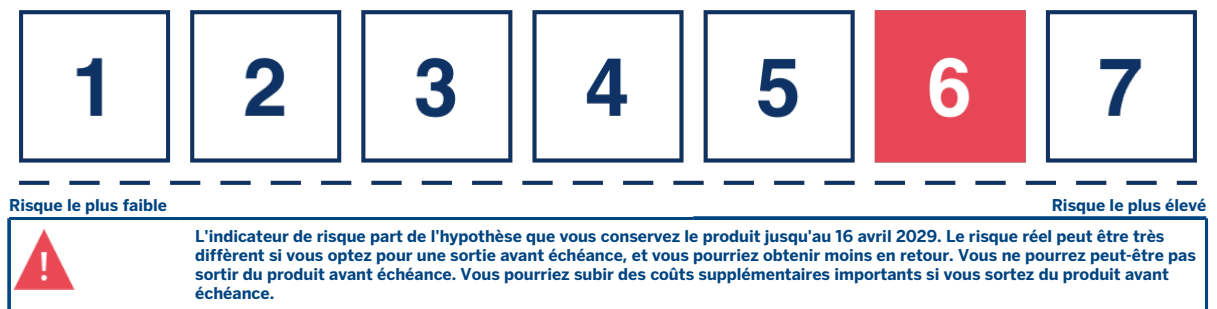 1 2 3 4 5 6 7
Risque le plus faible Risque le plus élevé
! L'indicateur de risque part de l'hypothèse que vous conservez le produit jusqu'au 16 avril 2029. Le risque réel peut être très
différent si vous optez pour une sortie avant échéance, et vous pourriez obtenir moins en retour. Vous ne pourrez peut-être pas
sortir du produit avant échéance. Vous pourriez subir des coûts supplémentaires importants si vous sortez du produit avant
échéance.